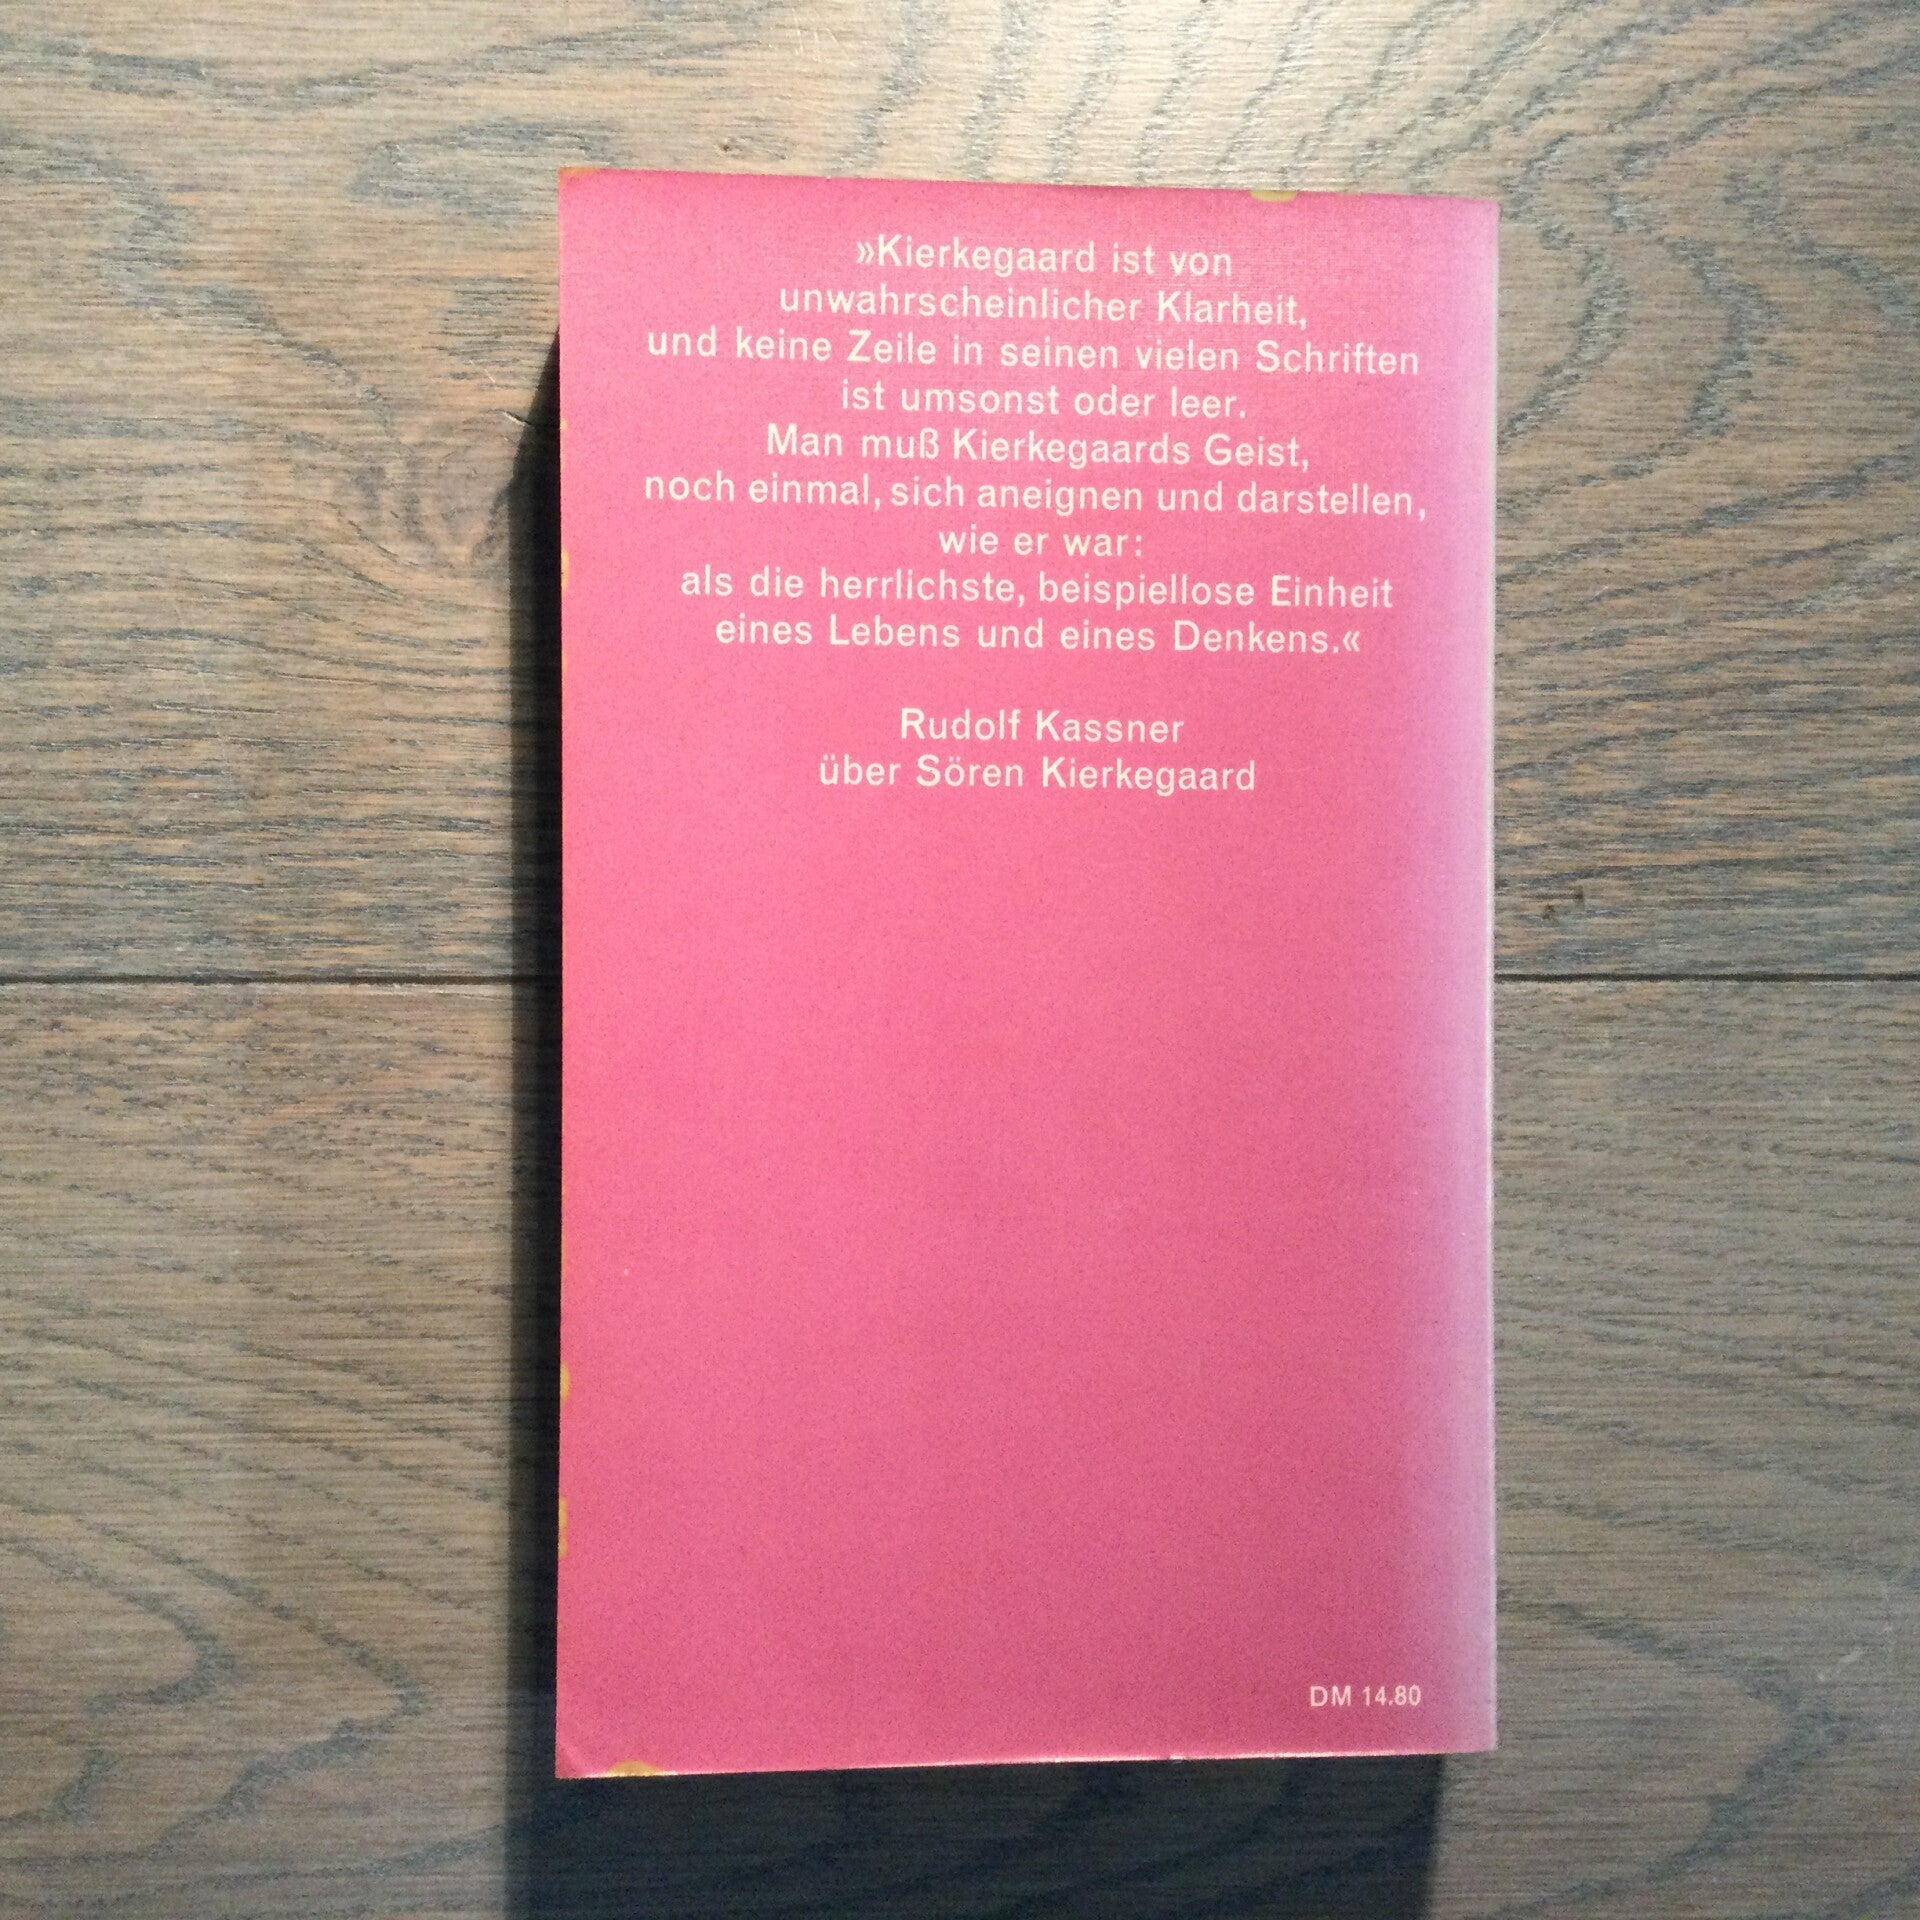 »Kierkegaard ist von
unwahrscheinlicher Klarheit,
und keine Zeile in seinen vielen Schriften
ist umsonst oder leer.
Man muß Kierkegaards Geist,
noch einmal, sich aneignen und darstellen,
wie er war:
als die herrlichste, beispiellose Einheit
eines Lebens und eines Denkens.«
Rudolf Kassner
über Sören Kierkegaard
DM 14.80